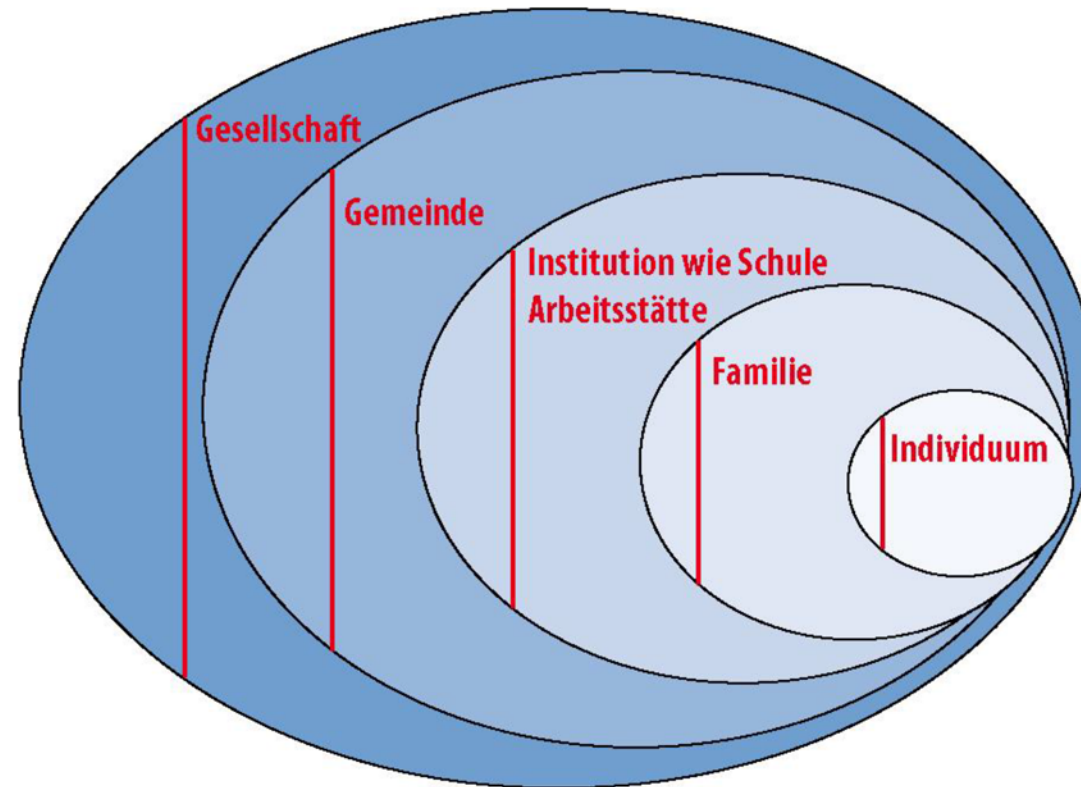 Gesellschaft
Gemeinde
Institution wie Schule
Arbeitsstätte
Familie
Individuum